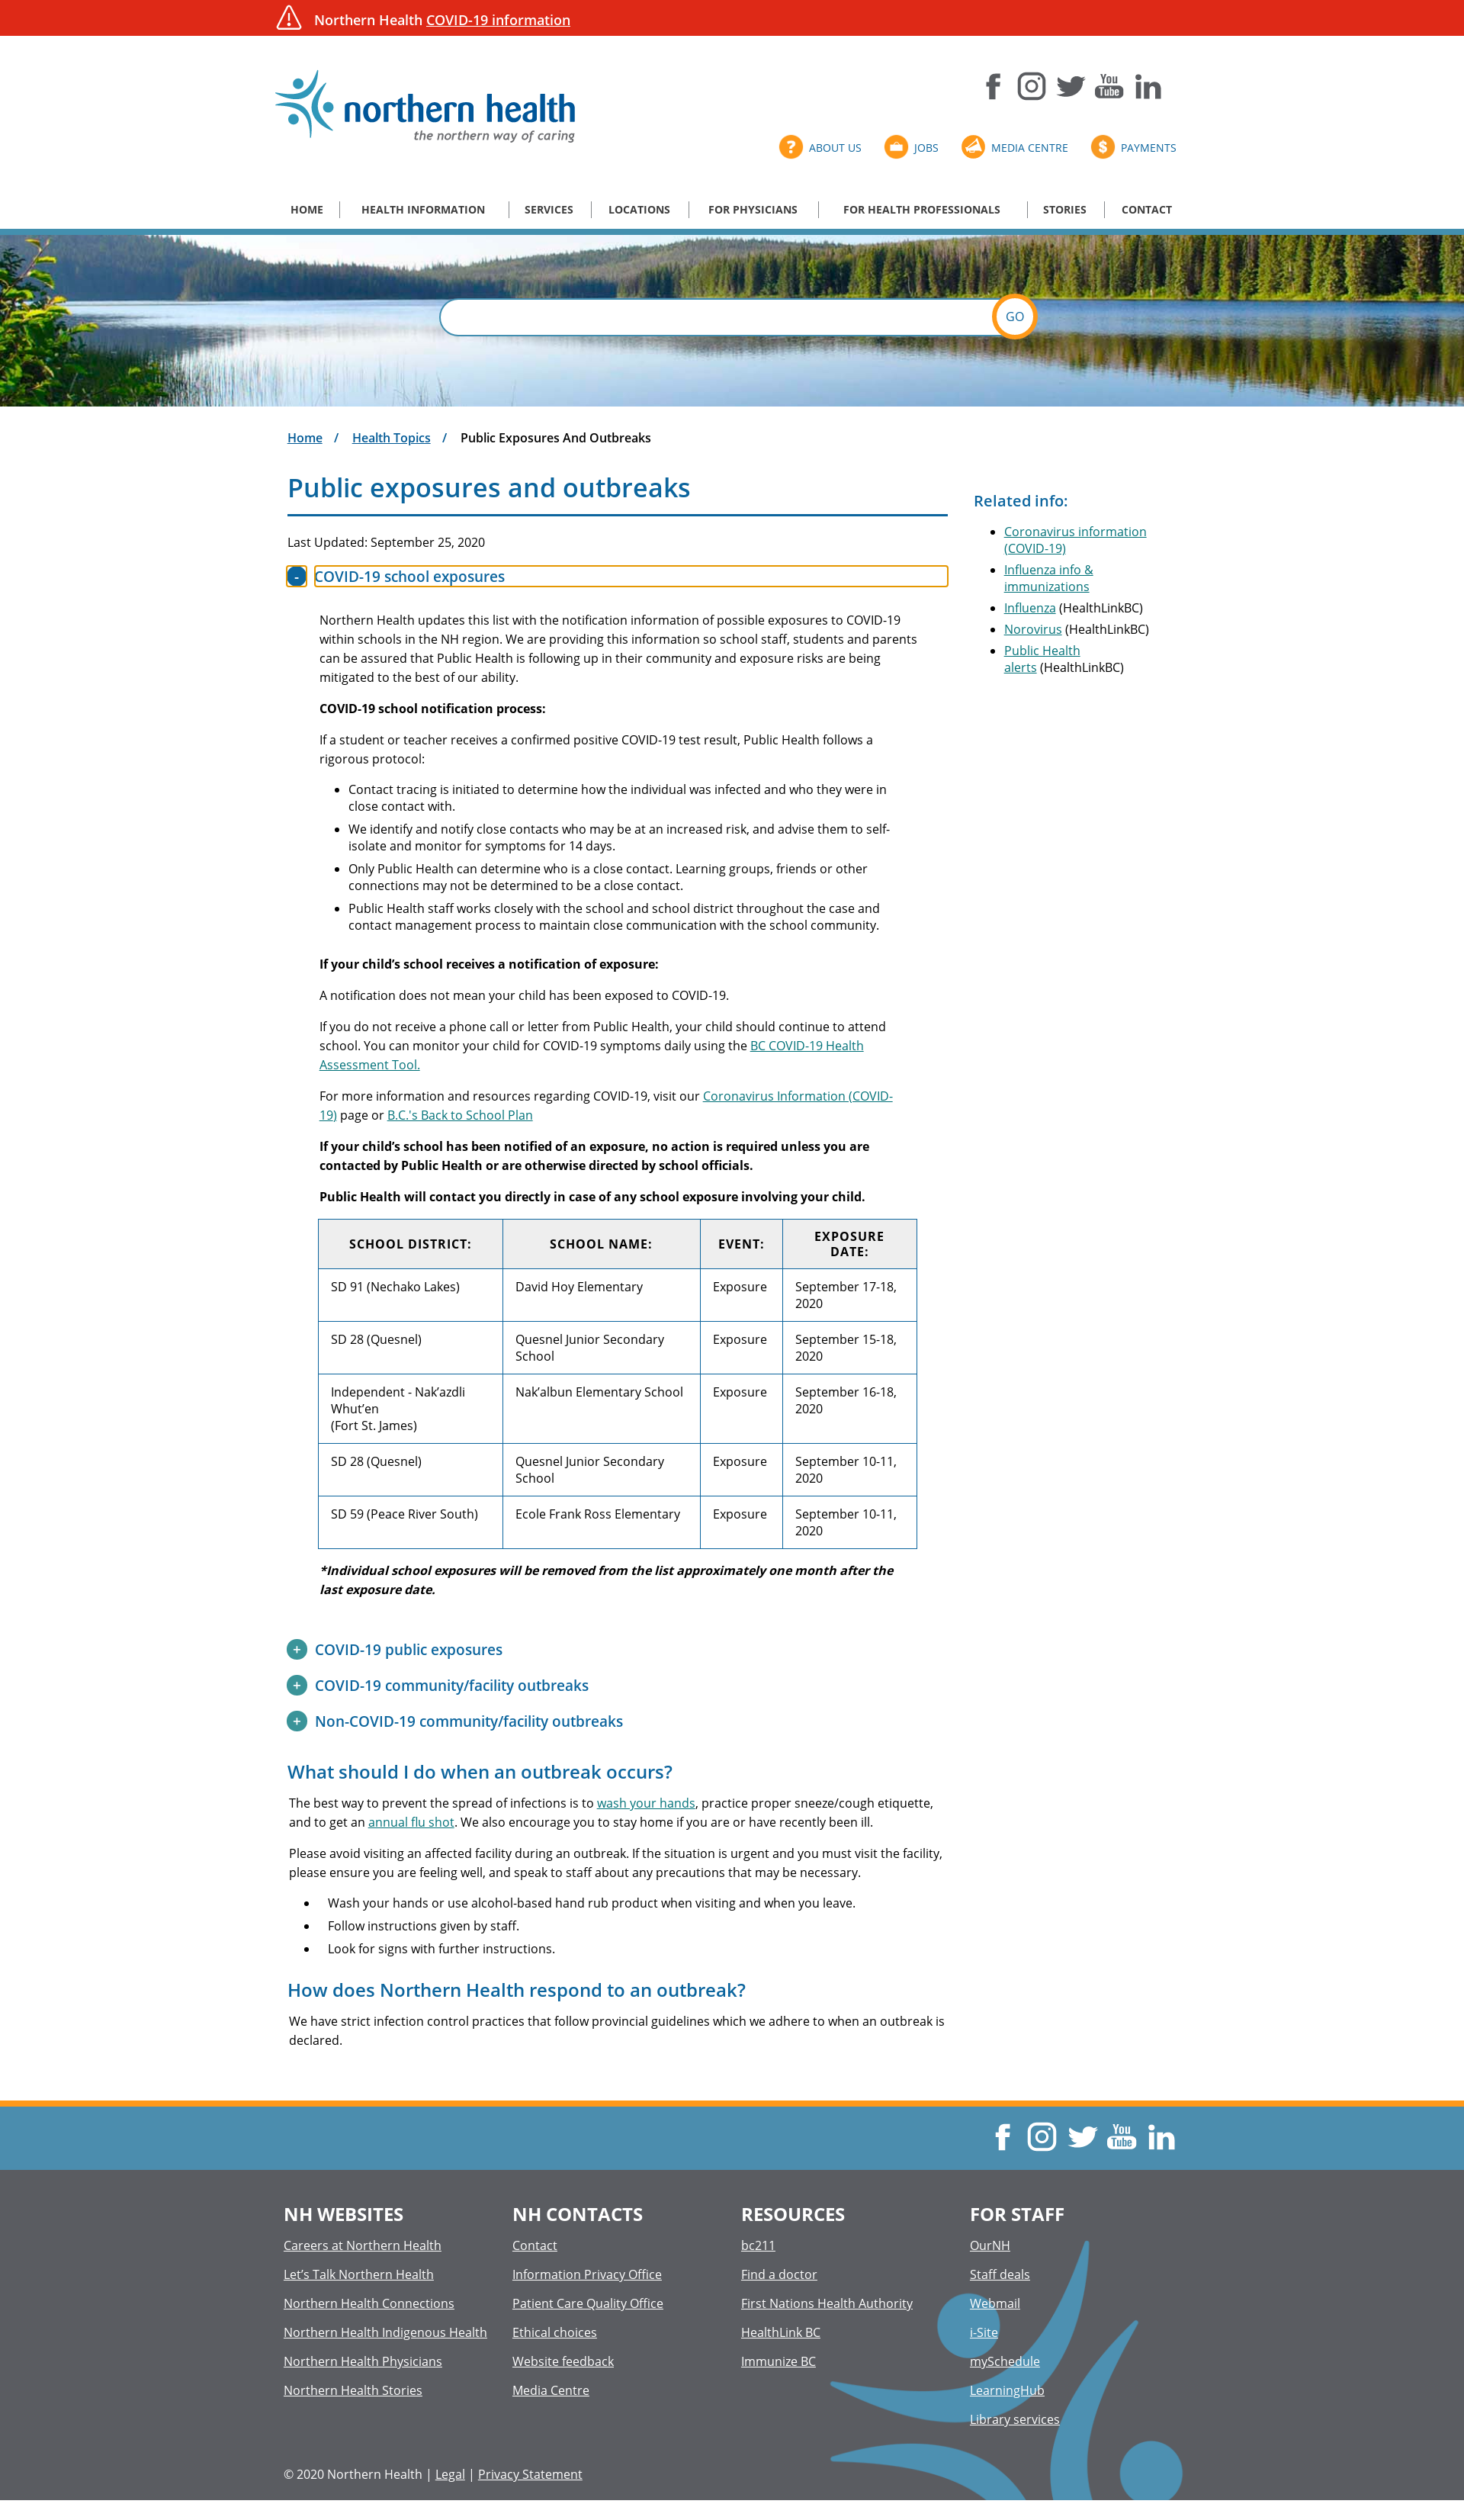 Northern Health COVID-19 information
northern health
the northern way of caring
You
Tube
in
ABOUT US
JOBS
MEDIA CENTRE
PAYMENTS
HOME
HEALTH INFORMATION
SERVICES
LOCATIONS
FOR PHYSICIANS
FOR HEALTH PROFESSIONALS
STORIES
CONTACT
GO
Home / Health Topics / Public Exposures And Outbreaks
Public exposures and outbreaks
Last Updated: September 25, 2020
- COVID-19 school exposures
Northern Health updates this list with the notification information of possible exposures to COVID-19
within schools in the NH region. We are providing this information so school staff, students and parents
can be assured that Public Health is following up in their community and exposure risks are being
mitigated to the best of our ability.
COVID-19 school notification process:
If a student or teacher receives a confirmed positive COVID-19 test result, Public Health follows a
rigorous protocol:
• Contact tracing is initiated to determine how the individual was infected and who they were in
close contact with.
• We identify and notify close contacts who may be at an increased risk, and advise them to self-
isolate and monitor for symptoms for 14 days.
• Only Public Health can determine who is a close contact. Learning groups, friends or other
connections may not be determined to be a close contact.
• Public Health staff works closely with the school and school district throughout the case and
contact management process to maintain close communication with the school community.
If your child’s school receives a notification of exposure:
A notification does not mean your child has been exposed to COVID-19.
If you do not receive a phone call or letter from Public Health, your child should continue to attend
school. You can monitor your child for COVID-19 symptoms daily using the BC COVID-19 Health
Assessment Tool.
For more information and resources regarding COVID-19, visit our Coronavirus Information (COVID-
19) page or B.C.'s Back to School Plan
If your child’s school has been notified of an exposure, no action is required unless you are
contacted by Public Health or are otherwise directed by school officials.
Public Health will contact you directly in case of any school exposure involving your child.
SCHOOL DISTRICT:
SCHOOL NAME:
EVENT:
EXPOSURE
DATE:
SD 91 (Nechako Lakes)
David Hoy Elementary
Exposure
September 17-18,
2020
SD 28 (Quesnel)
Quesnel Junior Secondary
School
Exposure
September 15-18,
2020
Independent - Nak’azdli
Whut’en
(Fort St. James)
Nak’albun Elementary School
Exposure
September 16-18,
2020
SD 28 (Quesnel)
Quesnel Junior Secondary
School
Exposure
September 10-11,
2020
SD 59 (Peace River South)
Ecole Frank Ross Elementary
Exposure
September 10-11,
2020
*Individual school exposures will be removed from the list approximately one month after the
last exposure date.
+ COVID-19 public exposures
+ COVID-19 community/facility outbreaks
+ Non-COVID-19 community/facility outbreaks
What should I do when an outbreak occurs?
The best way to prevent the spread of infections is to wash your hands, practice proper sneeze/cough etiquette,
and to get an annual flu shot. We also encourage you to stay home if you are or have recently been ill.
Please avoid visiting an affected facility during an outbreak. If the situation is urgent and you must visit the facility,
please ensure you are feeling well, and speak to staff about any precautions that may be necessary.
• Wash your hands or use alcohol-based hand rub product when visiting and when you leave.
• Follow instructions given by staff.
• Look for signs with further instructions.
How does Northern Health respond to an outbreak?
We have strict infection control practices that follow provincial guidelines which we adhere to when an outbreak is
declared.
Related info:
• Coronavirus information
(COVID-19)
• Influenza info &
immunizations
• Influenza (HealthLinkBC)
• Norovirus (HealthLinkBC)
• Public Health
alerts (HealthLinkBC)
You
Tube
in
NH WEBSITES
Careers at Northern Health
Let’s Talk Northern Health
Northern Health Connections
Northern Health Indigenous Health
Northern Health Physicians
Northern Health Stories
NH CONTACTS
Contact
Information Privacy Office
Patient Care Quality Office
Ethical choices
Website feedback
Media Centre
RESOURCES
bc211
Find a doctor
First Nations Health Authority
HealthLink BC
Immunize BC
FOR STAFF
OurNH
Staff deals
Webmail
i-Site
mySchedule
LearningHub
Library services
© 2020 Northern Health | Legal | Privacy Statement